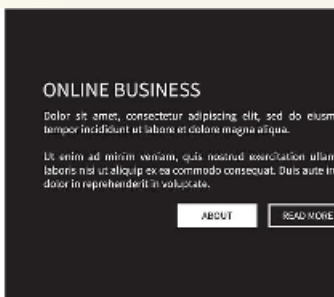 ONLINE BUSINESS
Dolor sit amet, consectetur adipiscing elit, sed do eiusm
tempor incididunt ut labore et dolore magna aliqua.
Ut enim ad minim veniam, quis nostrud exercitation ullam
laboris nisi ut aliquip ex ea commodo consequat. Duis aute in
dolor in reprehenderit in voluptate.
ABOUT
READ MORE